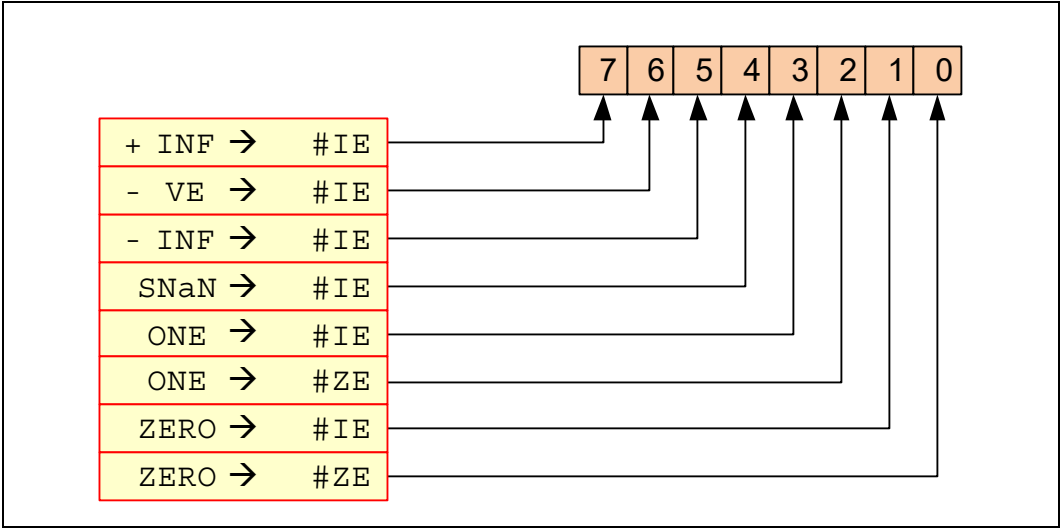 7 6 5 4 3 2 1 0
+ INF → #IE
- VE → #IE
- INF → #IE
SNaN → #IE
ONE → #IE
ONE → #ZE
ZERO → #IE
ZERO → #ZE